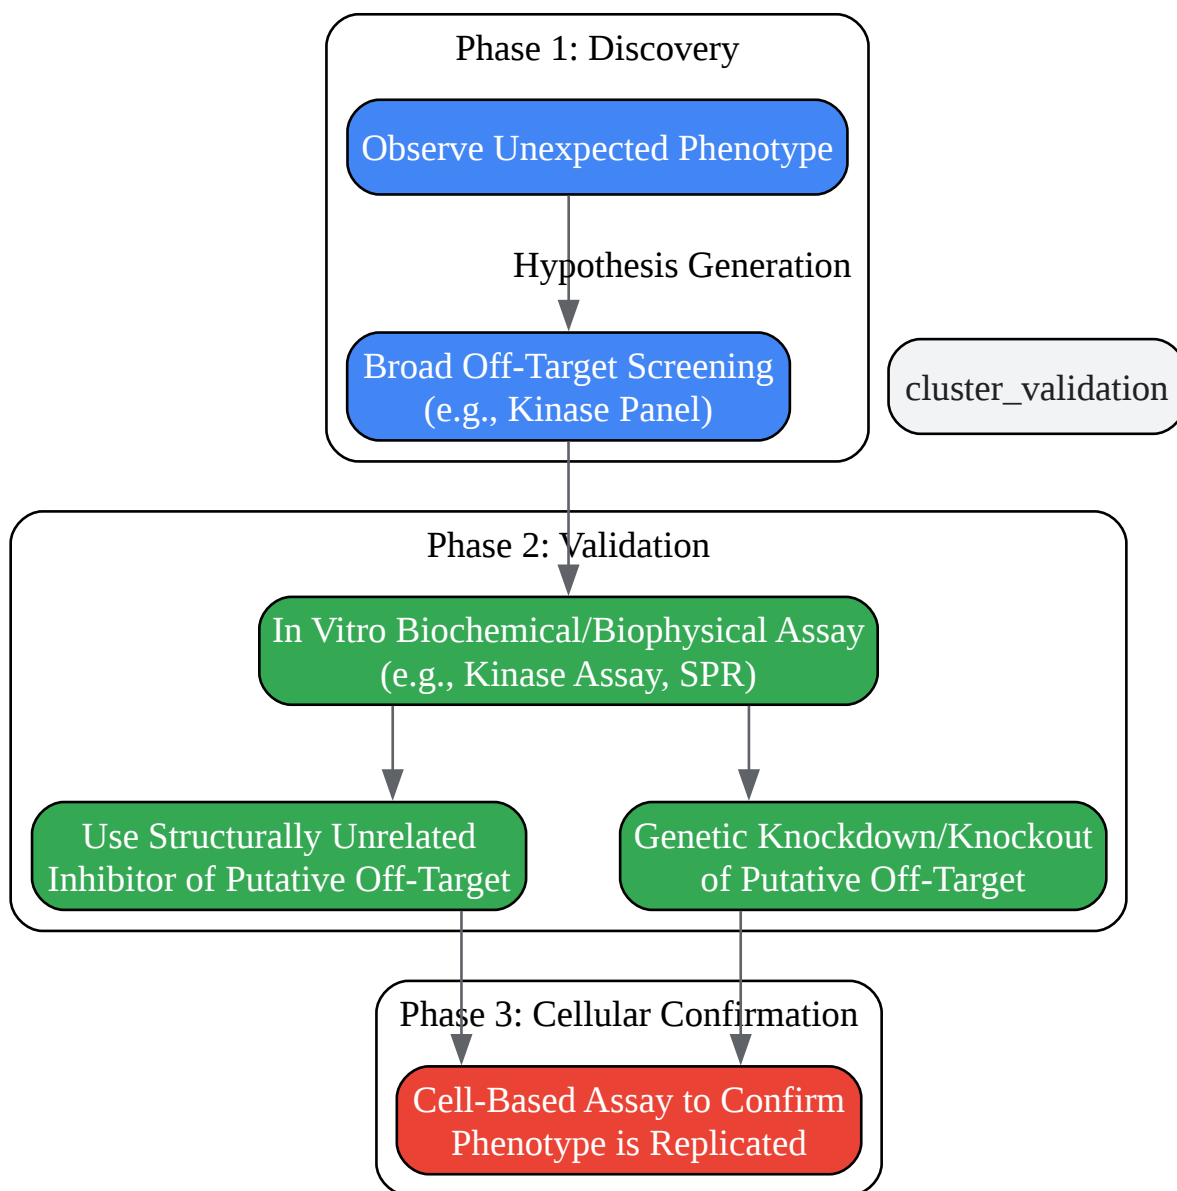 Phase 1: Discovery
Observe Unexpected Phenotype
Hypothesis Generation
Broad Off-Target Screening
(e.g., Kinase Panel)
cluster_validation
Phase 2: Validation
In Vitro Biochemical/Biophysical Assay
(e.g., Kinase Assay, SPR)
Use Structurally Unrelated
Inhibitor of Putative Off-Target
Genetic Knockdown/Knockout
of Putative Off-Target
Phase 3: Cellular Confirmation
Cell-Based Assay to Confirm
Phenotype is Replicated